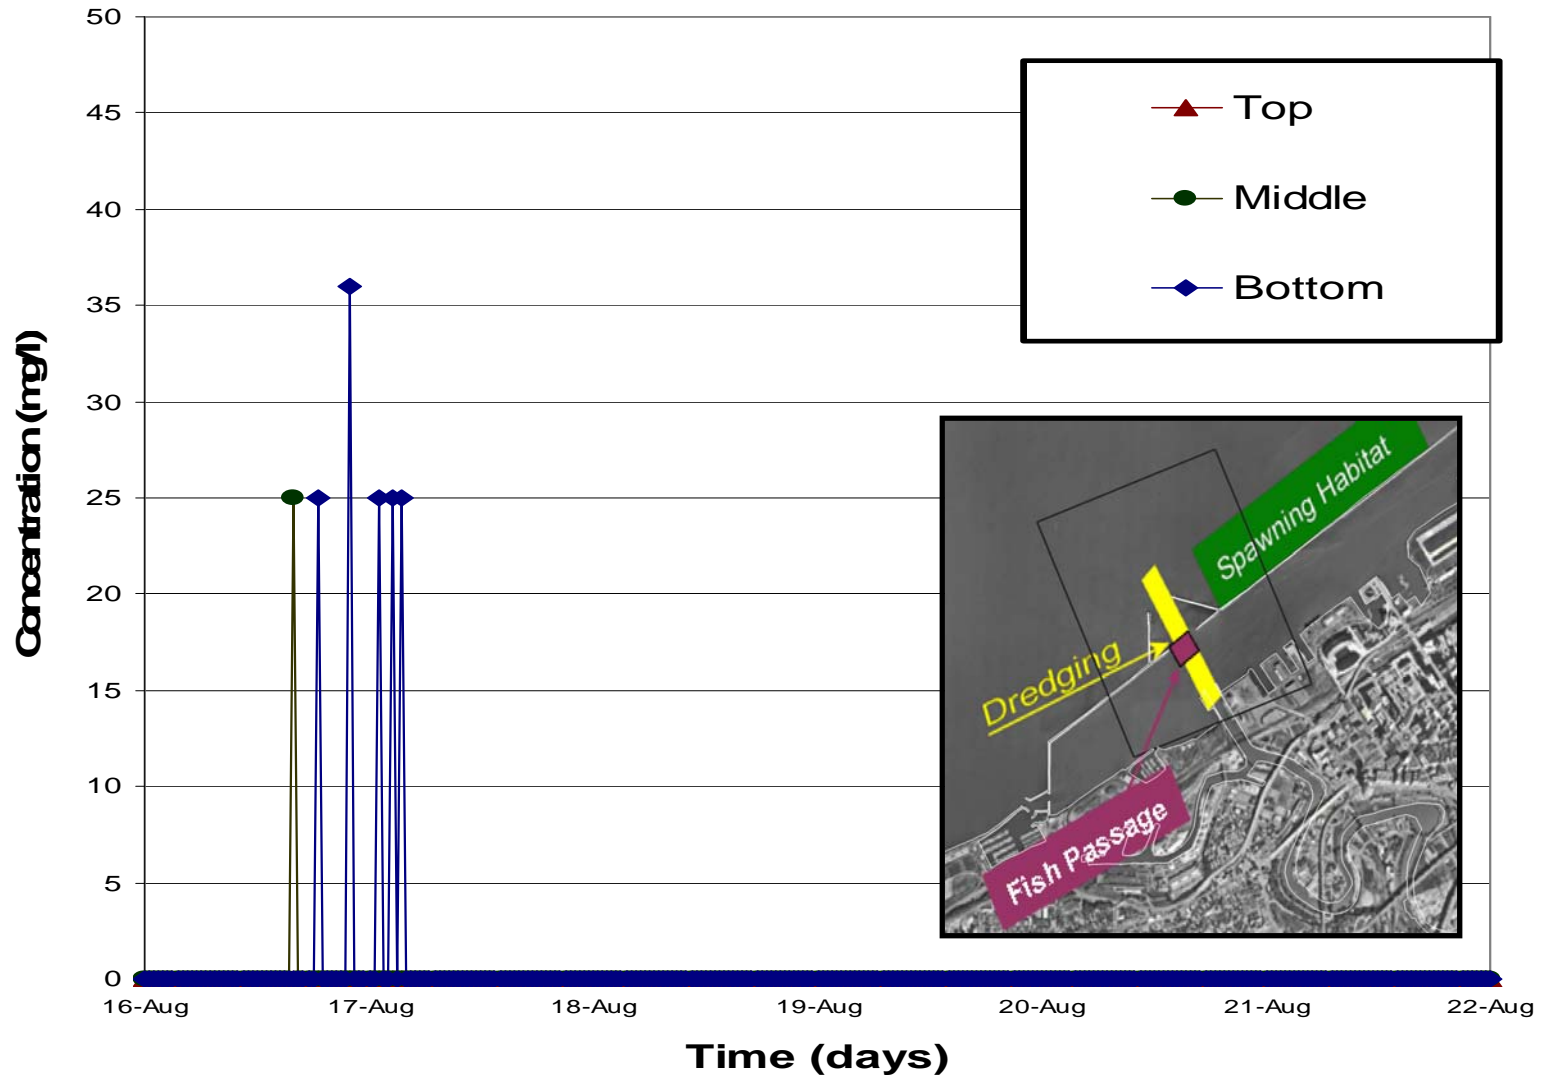 50
45
40
35
30
25
20
15
10
5
0
Concentration (mg/l)
16-Aug 17-Aug 18-Aug 19-Aug 20-Aug 21-Aug 22-Aug
Time (days)
Top
Middle
Bottom
Spawning Habitat
Dredging
Fish Passage